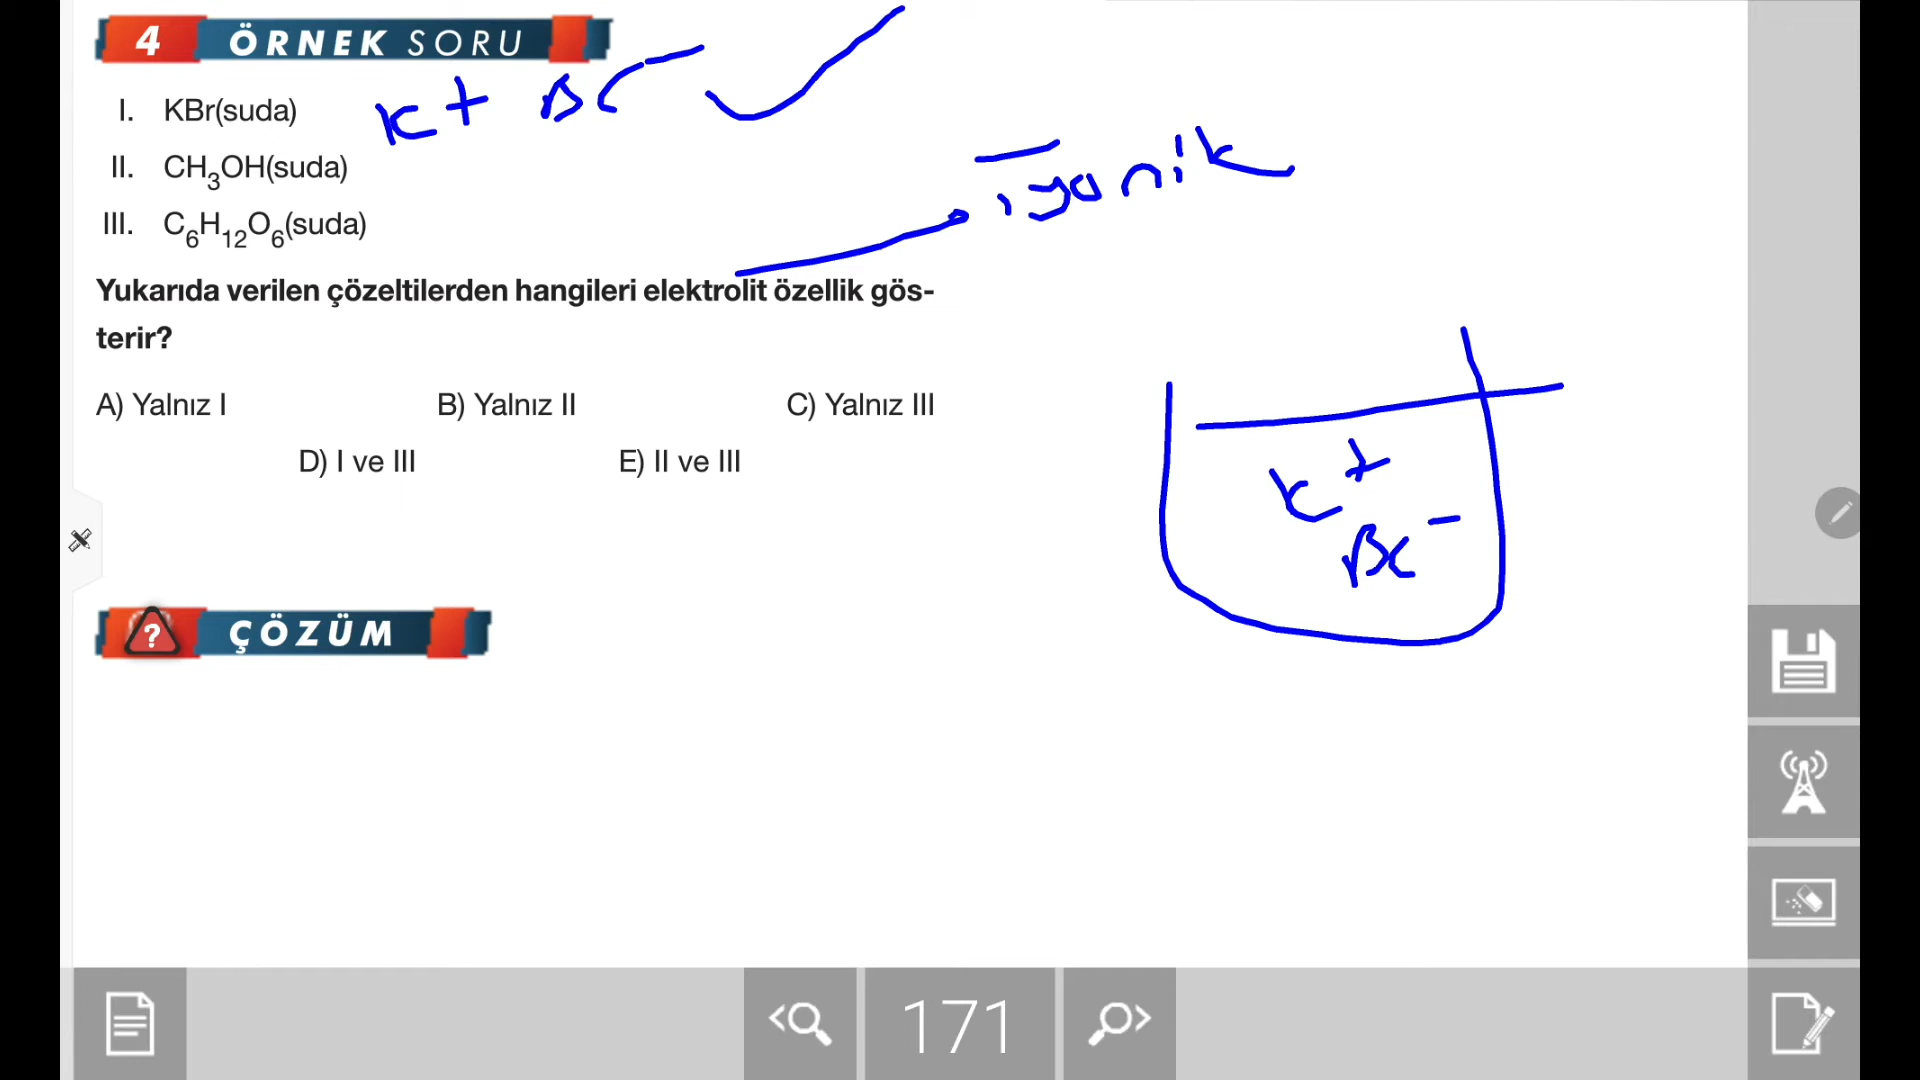 4 ÖRNEK SORU
I. KBr(suda)
K+ Br-
II. CH3OH(suda)
iyonik
III. C6H12O6(suda)
Yukarıda verilen çözeltilerden hangileri elektrolit özellik gös-
terir?
A) Yalnız I B) Yalnız II C) Yalnız III
D) I ve III E) II ve III
K+
Br-
? ÇÖZÜM
171